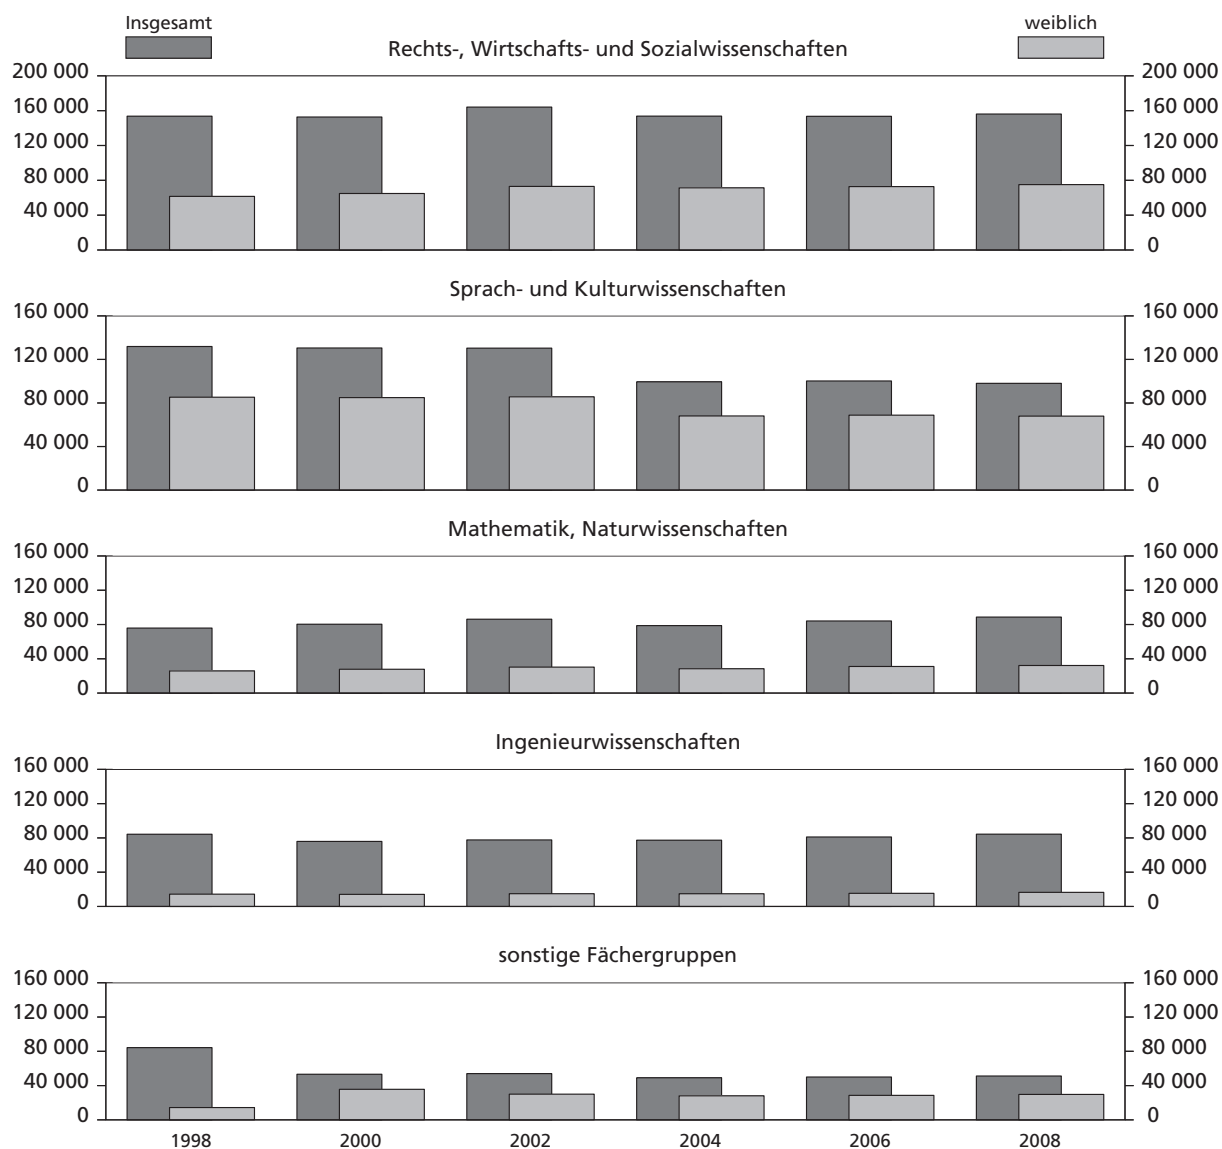 Insgesamt
weiblich
Rechts-, Wirtschafts- und Sozialwissenschaften
200 000 200 000
160 000 160 000
120 000 120 000
80 000 80 000
40 000 40 000
0 0
Sprach- und Kulturwissenschaften
160 000 160 000
120 000 120 000
80 000 80 000
40 000 40 000
0 0
Mathematik, Naturwissenschaften
160 000 160 000
120 000 120 000
80 000 80 000
40 000 40 000
0 0
Ingenieurwissenschaften
160 000 160 000
120 000 120 000
80 000 80 000
40 000 40 000
0 0
sonstige Fächergruppen
160 000 160 000
120 000 120 000
80 000 80 000
40 000 40 000
0 0
1998 2000 2002 2004 2006 2008